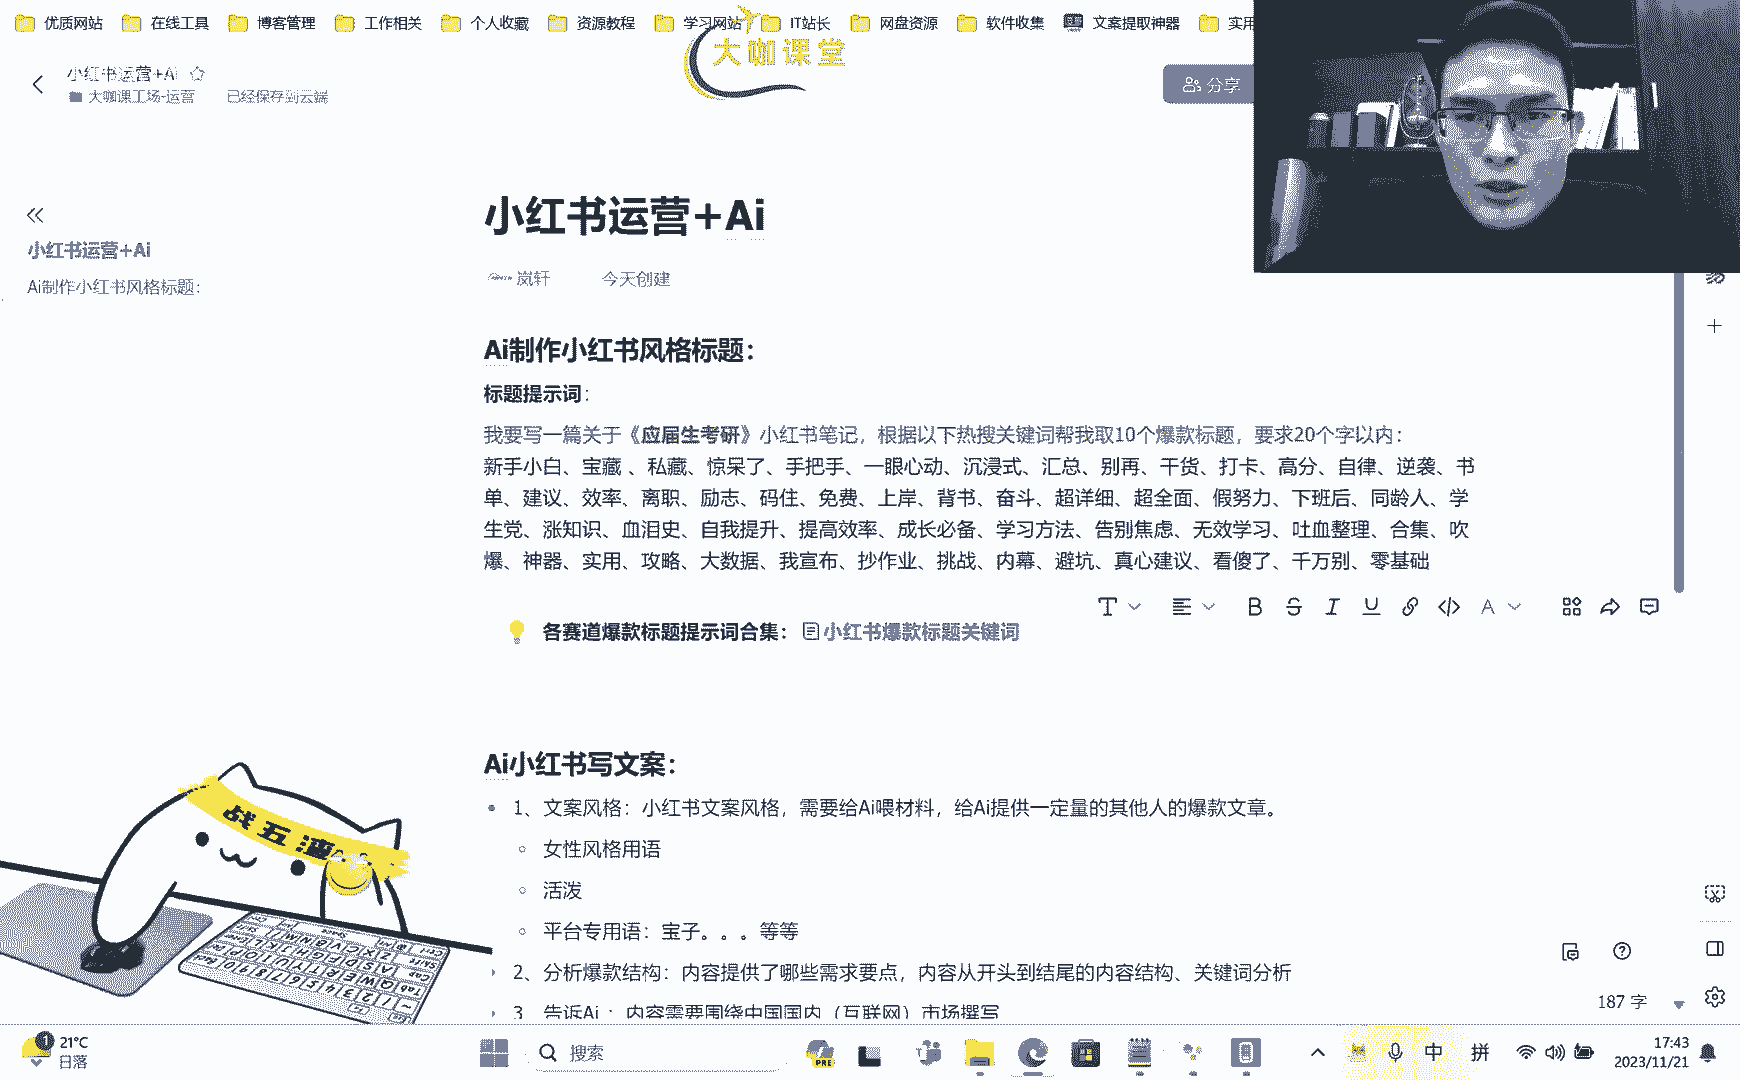 优质网站 在线工具 博客管理 工作相关 个人收藏 资源教程 学习网站 IT站长 网盘资源 软件收集 文案提取神器 实用
大咖课堂
小红书运营+Ai
大咖课工场-运营 已经保存到云端
分享
小红书运营+Ai
Ai制作小红书风格标题：
小红书运营+Ai
岚轩 今天创建
Ai制作小红书风格标题：
标题提示词：
我要写一篇关于《应届生考研》小红书笔记，根据以下热搜关键词帮我取10个爆款标题，要求20个字以内：
新手小白、宝藏 、私藏、惊呆了、手把手、一眼心动、沉浸式、汇总、别再、干货、打卡、高分、自律、逆袭、书
单、建议、效率、离职、励志、码住、免费、上岸、背书、奋斗、超详细、超全面、假努力、下班后、同龄人、学
生党、涨知识、血泪史、自我提升、提高效率、成长必备、学习方法、告别焦虑、无效学习、吐血整理、合集、吹
爆、神器、实用、攻略、大数据、我宣布、抄作业、挑战、内幕、避坑、真心建议、看傻了、千万别、零基础
各赛道爆款标题提示词合集： 小红书爆款标题关键词
Ai小红书写文案：
1、文案风格：小红书文案风格，需要给Ai喂材料，给Ai提供一定量的其他人的爆款文章。
女性风格用语
活泼
平台专用语：宝子。。。等等
2、分析爆款结构：内容提供了哪些需求要点，内容从开头到结尾的内容结构、关键词分析
3、告诉Ai ：内容需要围绕中国国内（互联网）市场撰写
战五渣
187 字
1 21°C
日落
搜索
PRE
中 拼
17:43
2023/11/21